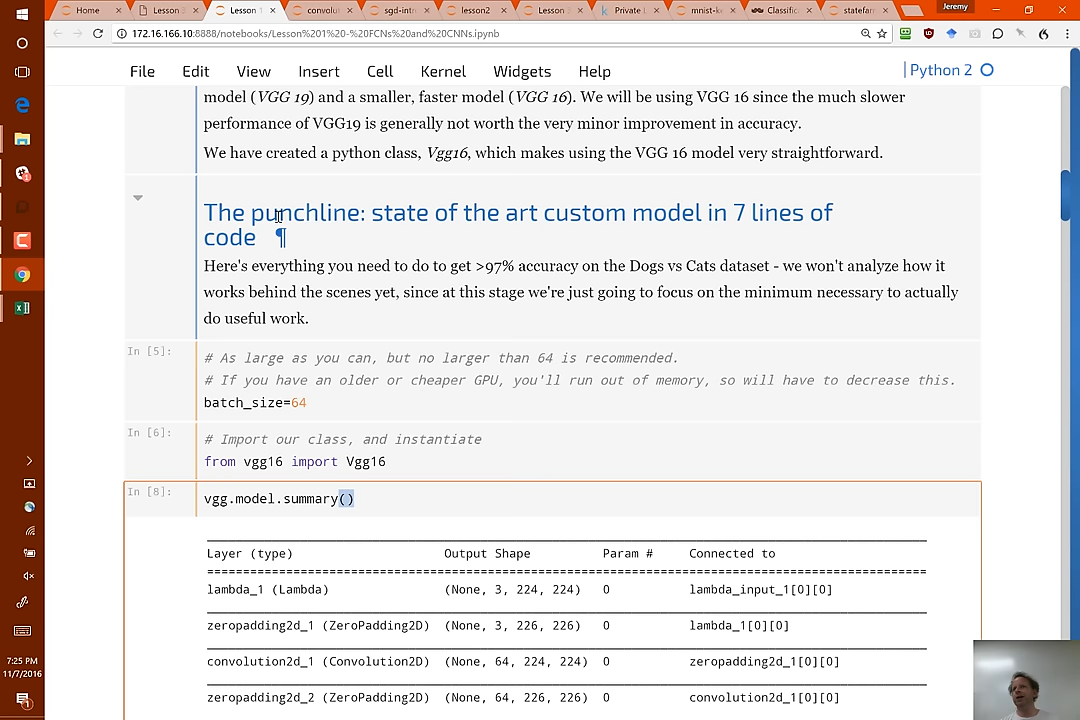 Jeremy
Home
Lesson
Lesson 1
convolu
sgd-intr
lesson2
Lesson
Private L
mnist-k
Classific
statefan
172.16.166.10:8888/notebooks/Lesson%201%20-%20FCNs%20and%20CNNs.ipynb
File Edit View Insert Cell Kernel Widgets Help
Python 2
model (VGG 19) and a smaller, faster model (VGG 16). We will be using VGG 16 since the much slower
performance of VGG19 is generally not worth the very minor improvement in accuracy.
We have created a python class, Vgg16, which makes using the VGG 16 model very straightforward.
The punchline: state of the art custom model in 7 lines of
code ¶
Here's everything you need to do to get >97% accuracy on the Dogs vs Cats dataset - we won't analyze how it
works behind the scenes yet, since at this stage we're just going to focus on the minimum necessary to actually
do useful work.
In [5]:
# As large as you can, but no larger than 64 is recommended.
# If you have an older or cheaper GPU, you'll run out of memory, so will have to decrease this.
batch_size=64
In [6]:
# Import our class, and instantiate
from vgg16 import Vgg16
In [8]:
vgg.model.summary()
Layer (type) Output Shape Param # Connected to
====================================================================================================
lambda_1 (Lambda) (None, 3, 224, 224) 0 lambda_input_1[0][0]
zeropadding2d_1 (ZeroPadding2D) (None, 3, 226, 226) 0 lambda_1[0][0]
convolution2d_1 (Convolution2D) (None, 64, 224, 224) 0 zeropadding2d_1[0][0]
zeropadding2d_2 (ZeroPadding2D) (None, 64, 226, 226) 0 convolution2d_1[0][0]
7:25 PM
11/7/2016